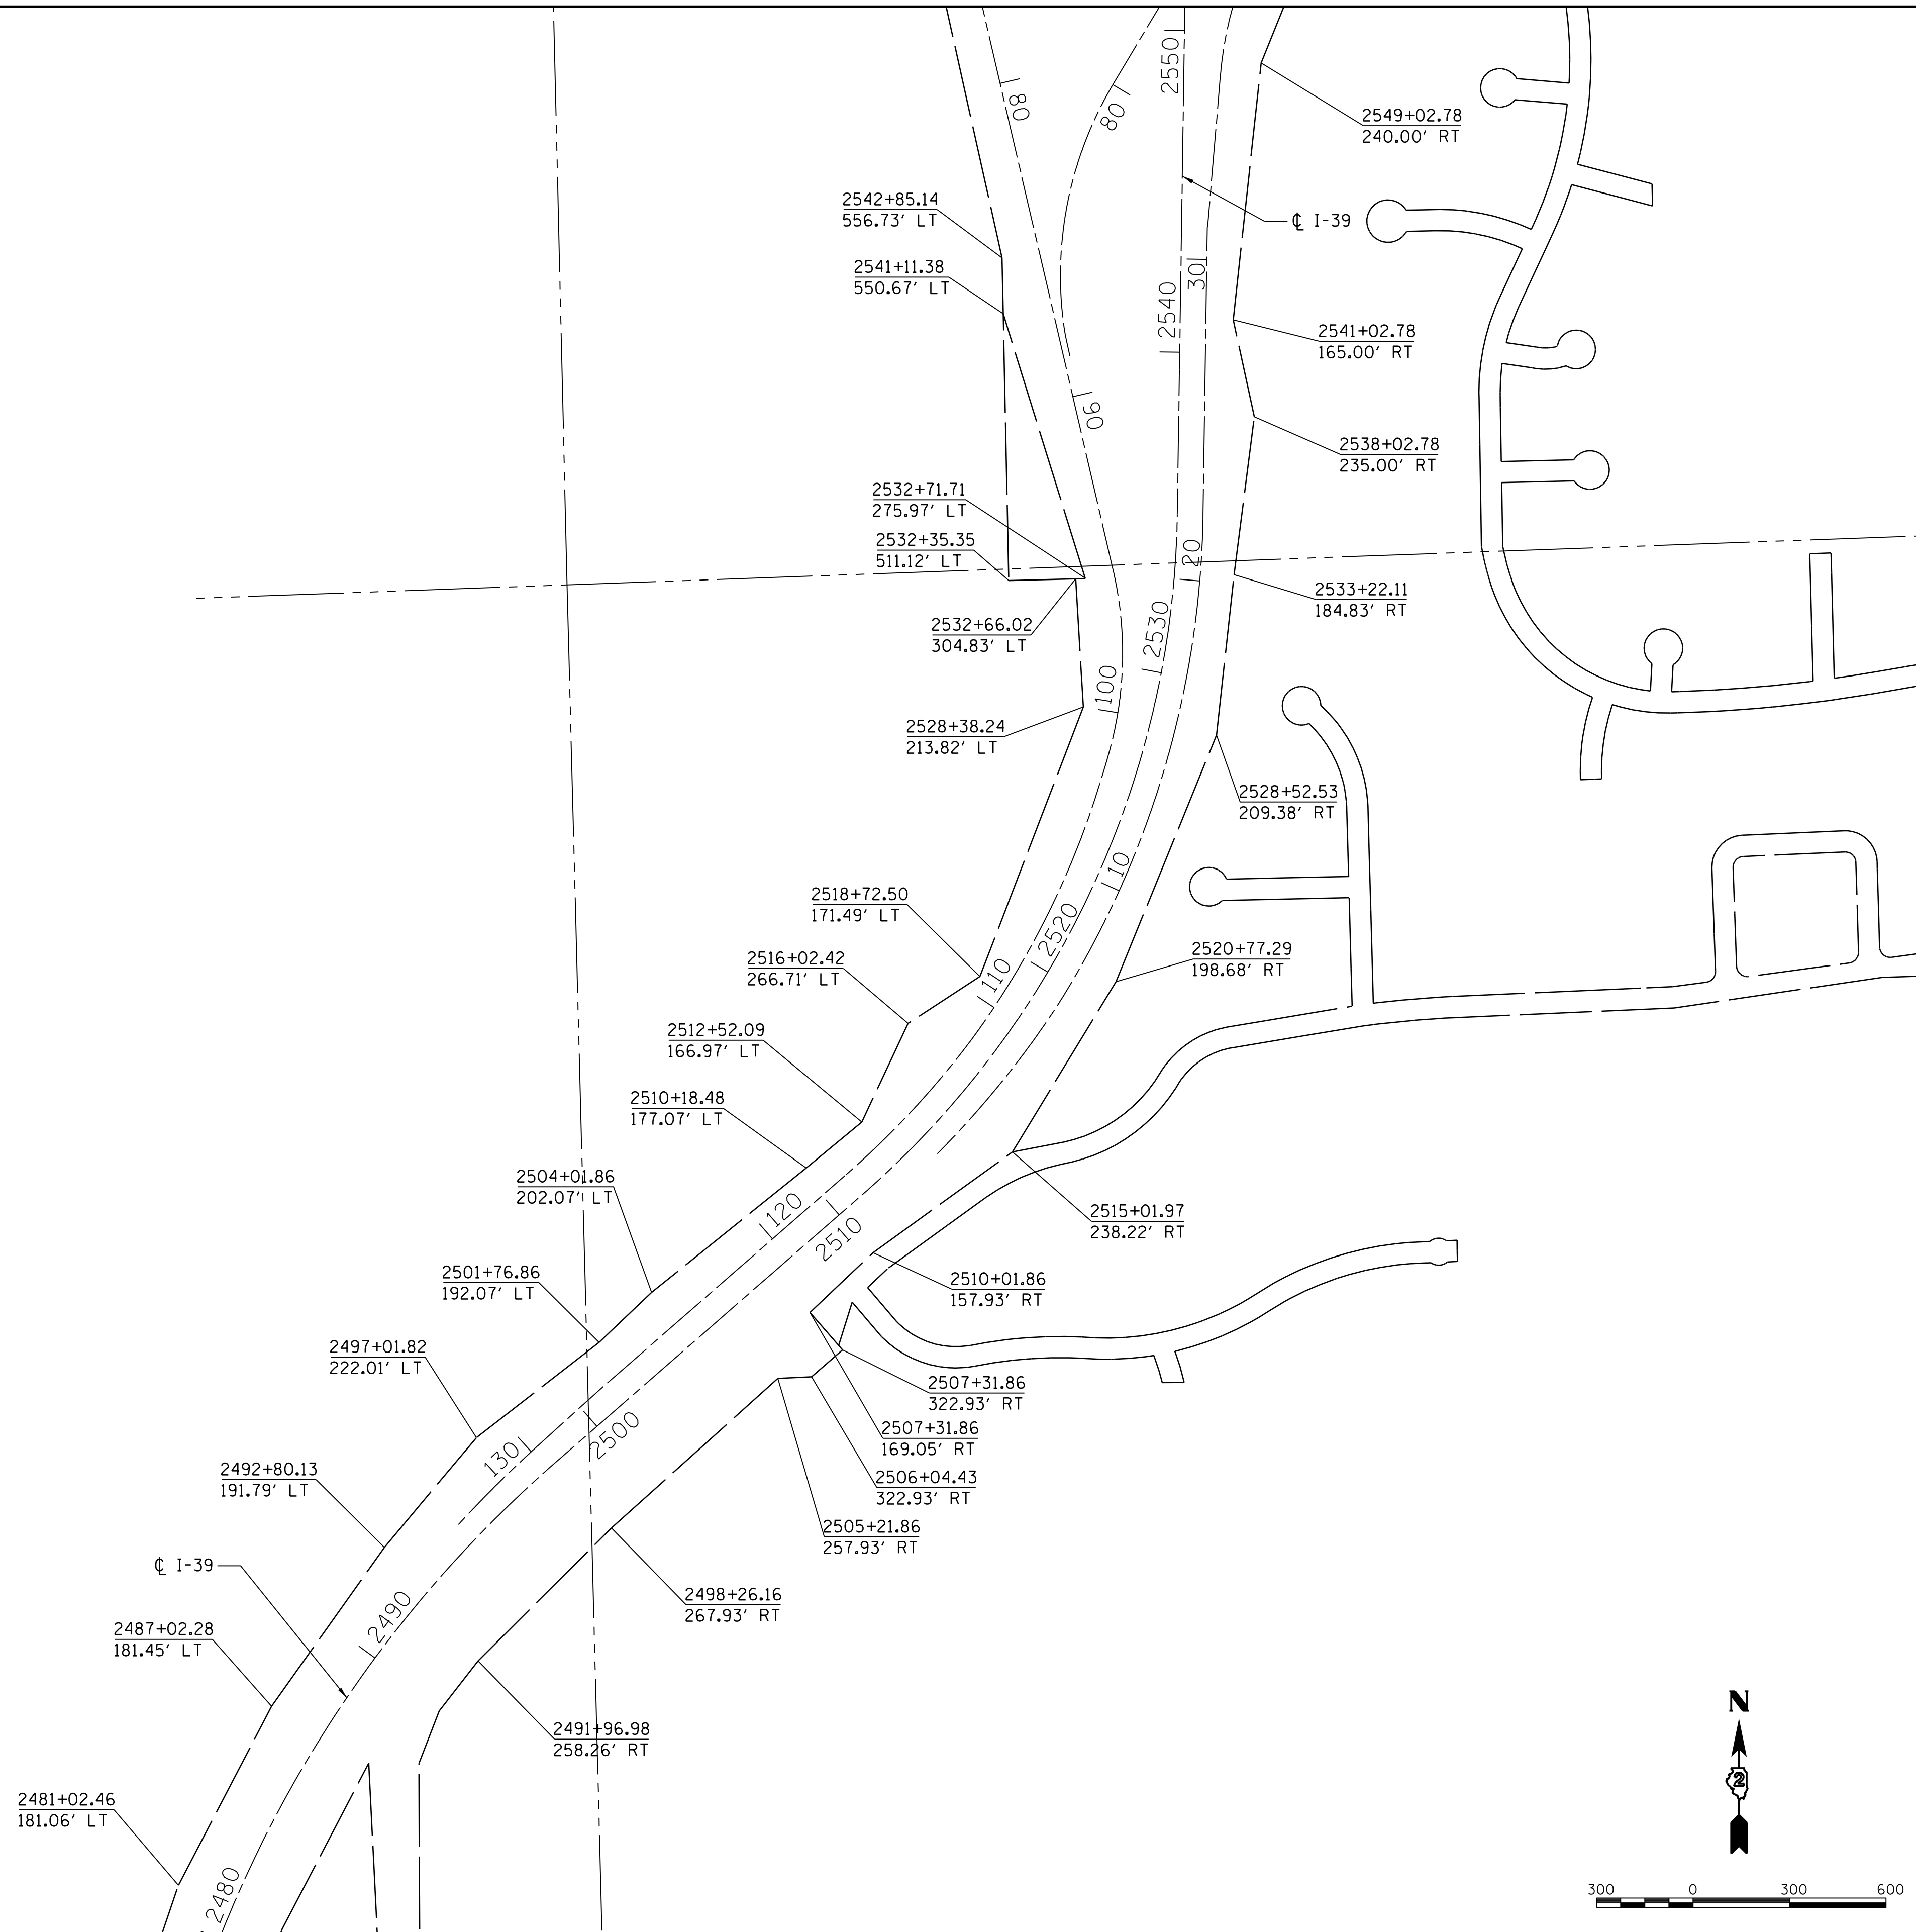 2550
80
80
2549+02.78
240.00' RT
2542+85.14
556.73' LT
℄ I-39
2541+11.38
550.67' LT
30
2540
2541+02.78
165.00' RT
90
2538+02.78
235.00' RT
2532+71.71
275.97' LT
2532+35.35
511.12' LT
20
2533+22.11
184.83' RT
2532+66.02
304.83' LT
2530
100
2528+38.24
213.82' LT
2528+52.53
209.38' RT
10
2518+72.50
171.49' LT
2520
2516+02.42
266.71' LT
110
2520+77.29
198.68' RT
2512+52.09
166.97' LT
2510+18.48
177.07' LT
2504+01.86
202.07' LT
120
2510
2515+01.97
238.22' RT
2501+76.86
192.07' LT
2510+01.86
157.93' RT
2497+01.82
222.01' LT
2507+31.86
322.93' RT
2500
2507+31.86
169.05' RT
130
2492+80.13
191.79' LT
2506+04.43
322.93' RT
2505+21.86
257.93' RT
℄ I-39
2490
2498+26.16
267.93' RT
2487+02.28
181.45' LT
2491+96.98
258.26' RT
N
2
2481+02.46
181.06' LT
2480
300 0 300 600